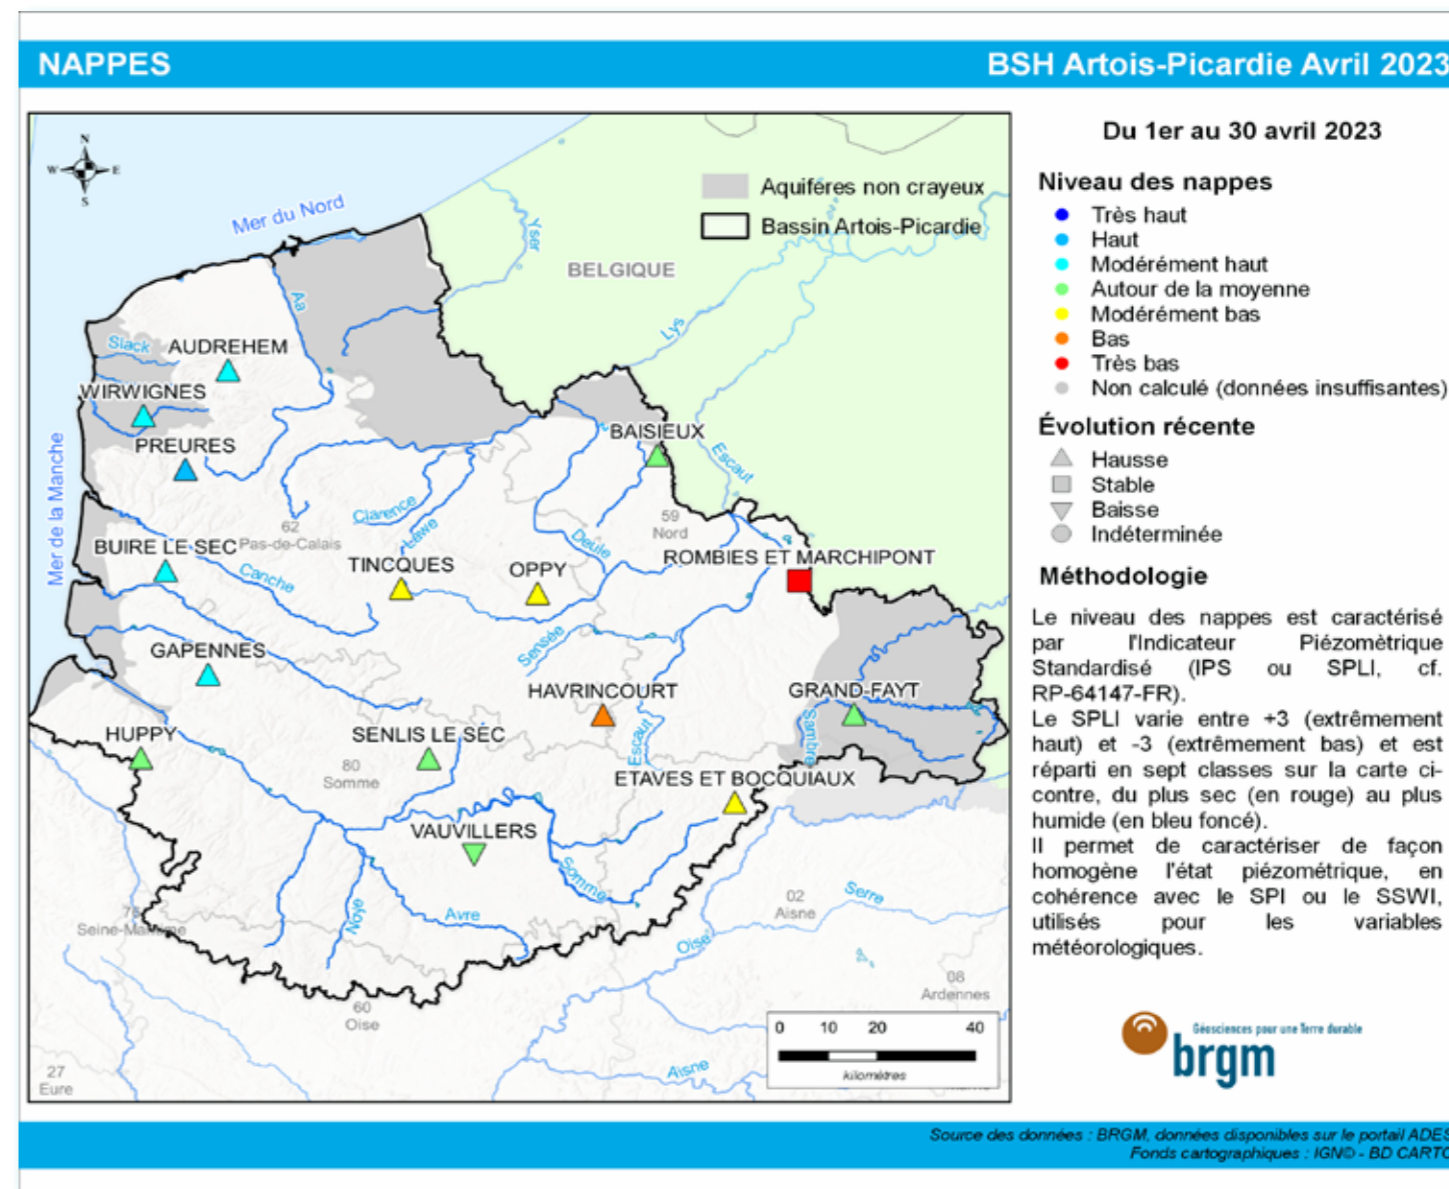 NAPPES
BSH Artois-Picardie Avril 2023
N
W
E
S
Mer du Nord
Aquifères non crayeux
Bassin Artois-Picardie
Yser
BELGIQUE
Aa
Lys
Slack
AUDREHEM
WIRWIGNES
PREURES
BAISIEUX
Escaut
Mer de la Manche
Clarence
Lawe
62
Pas-de-Calais
59
Nord
Deule
BUIRE LE SEC
Canche
TINCQUES
OPPY
ROMBIES ET MARCHIPONT
Sensée
GAPENNES
HAVRINCOURT
GRAND-FAYT
Escaut
Sambre
HUPPY
SENLIS LE SEC
80
Somme
ETAVES ET BOCQUIAUX
VAUVILLERS
Somme
Noye
Avre
76
Seine-Maritime
02
Aisne
Serre
Oise
08
Ardennes
60
Oise
27
Eure
Aisne
0 10 20 40
kilomètres
Du 1er au 30 avril 2023
Niveau des nappes
Très haut
Haut
Modérément haut
Autour de la moyenne
Modérément bas
Bas
Très bas
Non calculé (données insuffisantes)
Évolution récente
Hausse
Stable
Baisse
Indéterminée
Méthodologie
Le niveau des nappes est caractérisé
par l'Indicateur Piézomètrique
Standardisé (IPS ou SPLI, cf.
RP-64147-FR).
Le SPLI varie entre +3 (extrêmement
haut) et -3 (extrêmement bas) et est
réparti en sept classes sur la carte ci-
contre, du plus sec (en rouge) au plus
humide (en bleu foncé).
Il permet de caractériser de façon
homogène l'état piézométrique, en
cohérence avec le SPI ou le SSWI,
utilisés pour les variables
météorologiques.
Géosciences pour une Terre durable
brgm
Source des données : BRGM, données disponibles sur le portail ADES
Fonds cartographiques : IGN© - BD CARTO